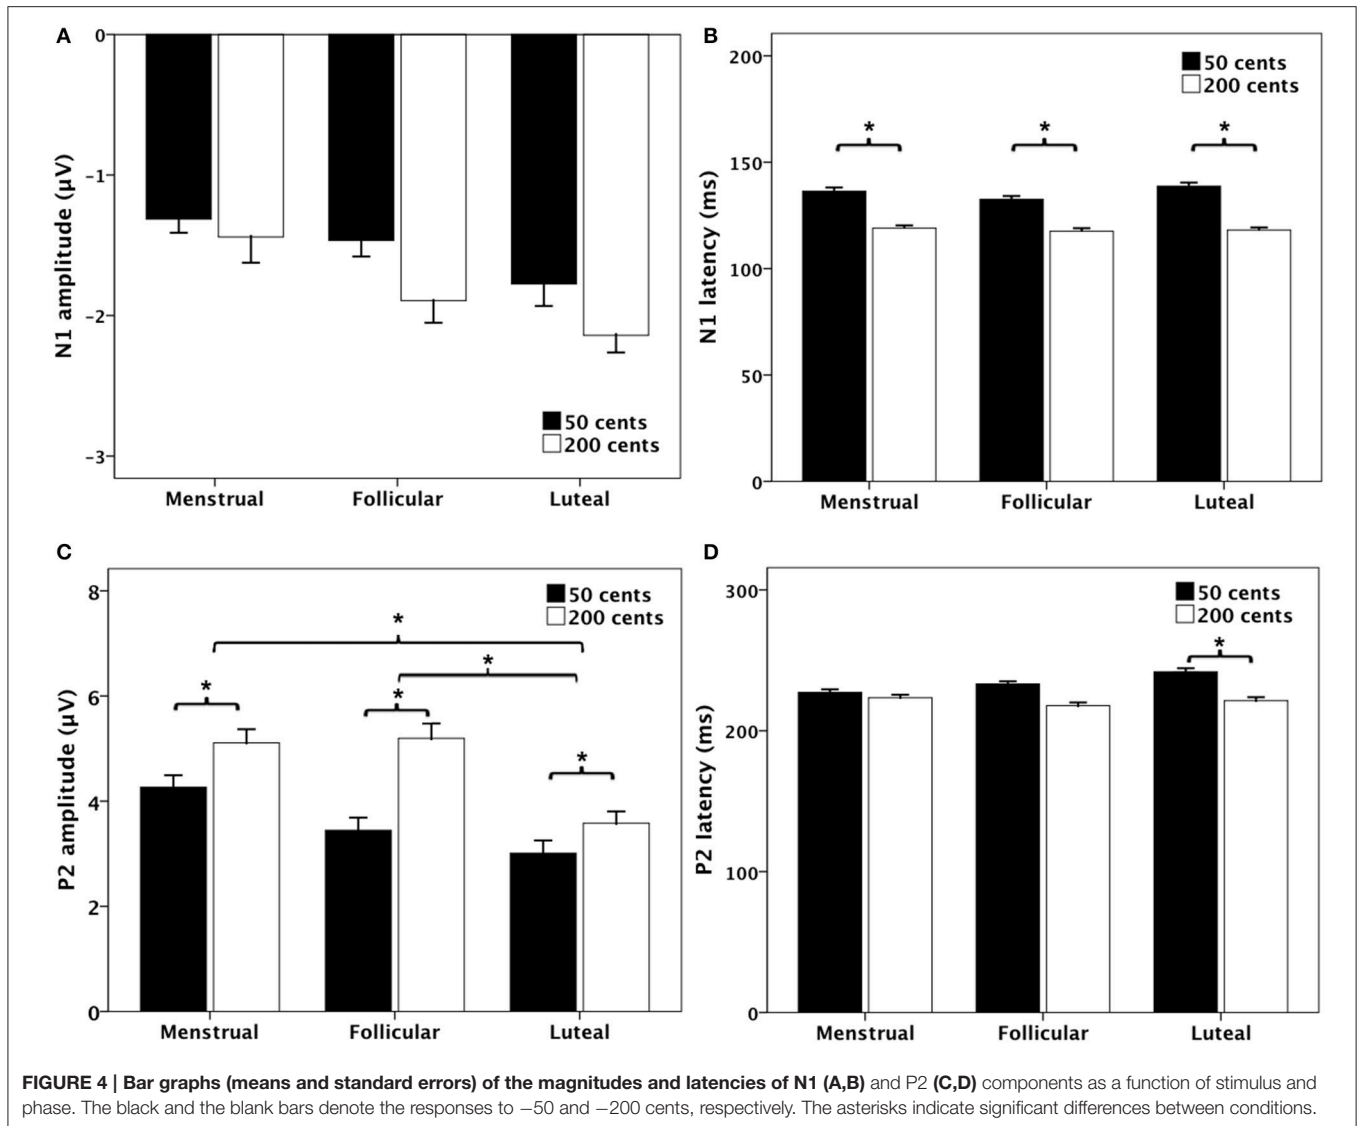 A
0
-1
-2
-3
N1 amplitude (μV)
50 cents
200 cents
Menstrual Follicular Luteal
B
200
150
100
50
0
N1 latency (ms)
50 cents
200 cents
* * *
Menstrual Follicular Luteal
C
8
6
4
2
0
P2 amplitude (μV)
50 cents
200 cents
*
*
* * *
Menstrual Follicular Luteal
D
300
200
100
0
P2 latency (ms)
50 cents
200 cents
*
Menstrual Follicular Luteal
FIGURE 4 | Bar graphs (means and standard errors) of the magnitudes and latencies of N1 (A,B) and P2 (C,D) components as a function of stimulus and
phase. The black and the blank bars denote the responses to −50 and −200 cents, respectively. The asterisks indicate significant differences between conditions.